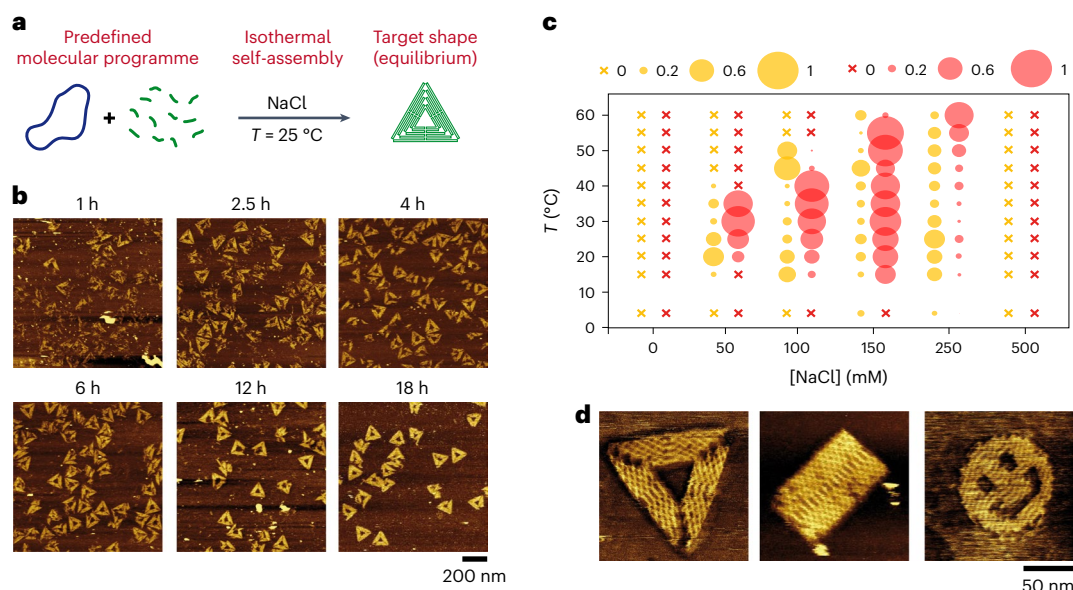 a
Predefined
molecular programme
Isothermal
self-assembly
Target shape
(equilibrium)
+
NaCl
T = 25 °C
b
1 h
2.5 h
4 h
6 h
12 h
18 h
200 nm
c
× 0 0.2 0.6 1 × 0 0.2 0.6 1
T (°C)
60
50
40
30
20
10
0
0 50 100 150 250 500
[NaCl] (mM)
d
50 nm